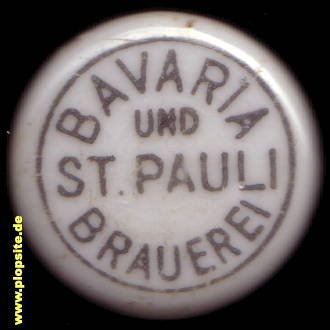 BAVARIA
UND
ST. PAULI
BRAUEREI
www.plopsite.de